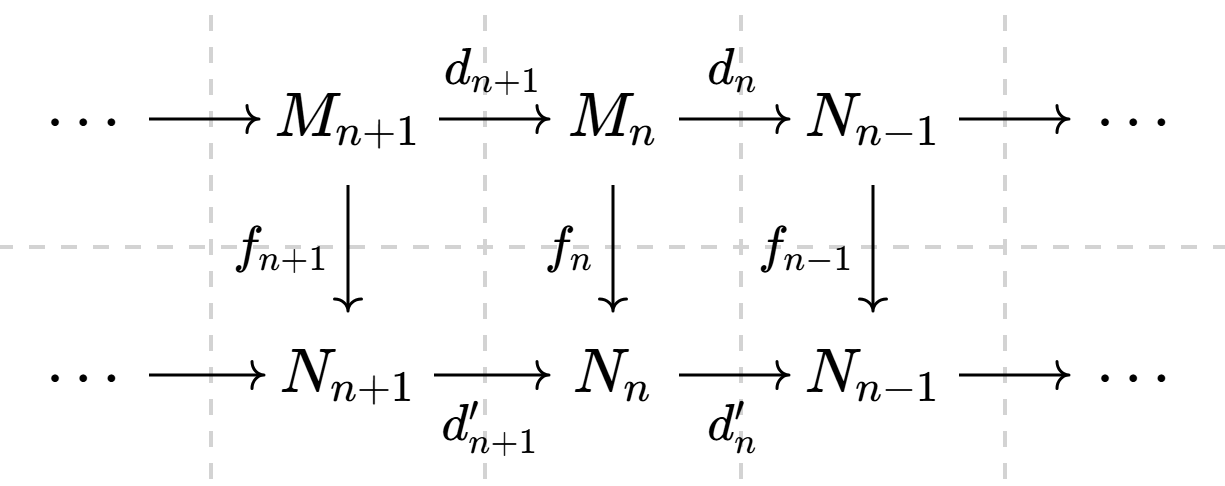 ⋯ → M_{n+1} → M_n → N_{n−1} → ⋯
d_{n+1} d_n
f_{n+1} f_n f_{n−1}
⋯ → N_{n+1} → N_n → N_{n−1} → ⋯
d′_{n+1} d′_n